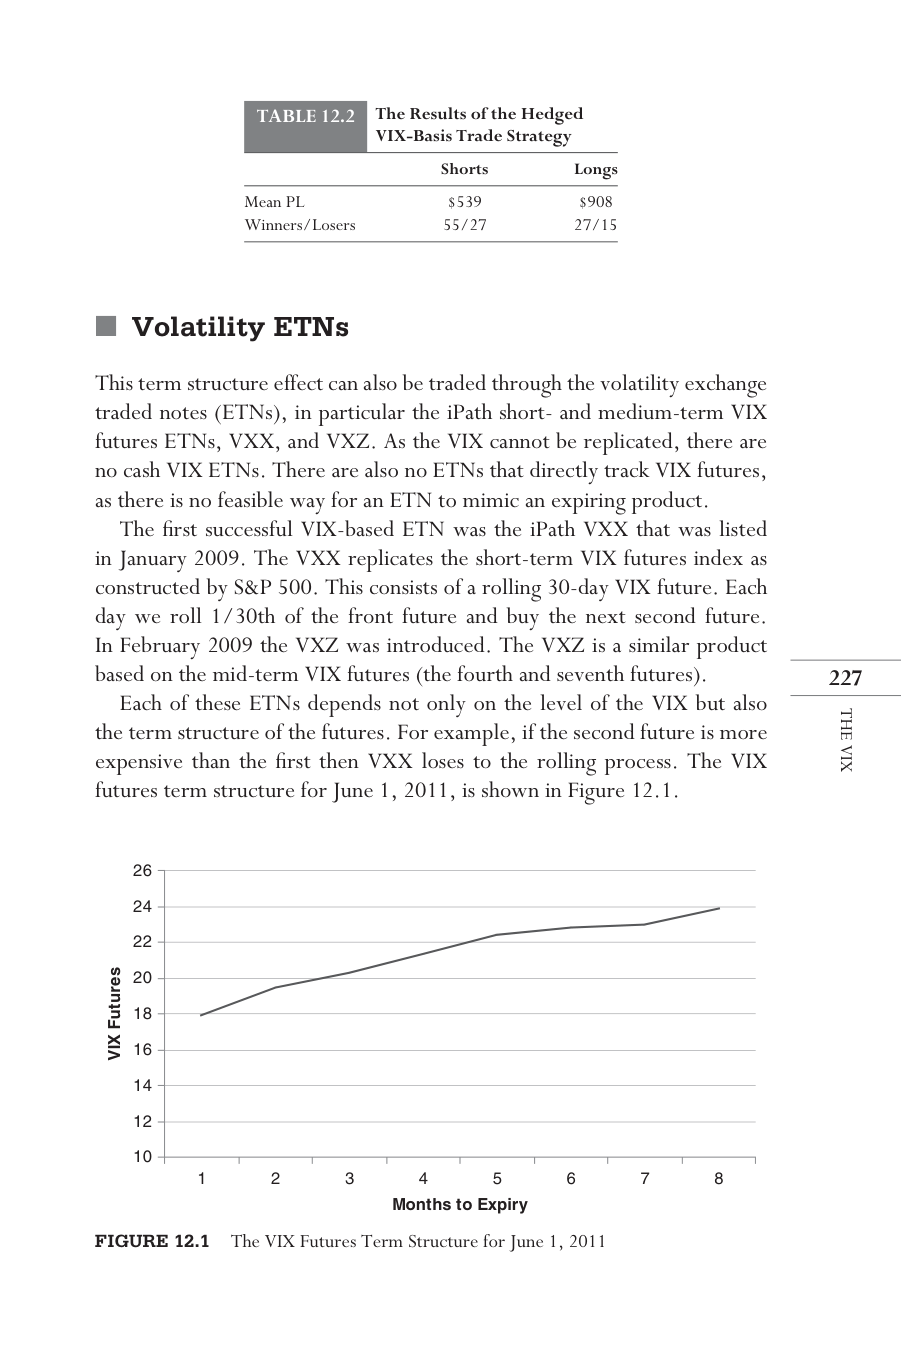 TABLE 12.2 The Results of the Hedged
VIX-Basis Trade Strategy
Shorts Longs
Mean PL $539 $908
Winners/Losers 55/27 27/15
Volatility ETNs
This term structure effect can also be traded through the volatility exchange
traded notes (ETNs), in particular the iPath short- and medium-term VIX
futures ETNs, VXX, and VXZ. As the VIX cannot be replicated, there are
no cash VIX ETNs. There are also no ETNs that directly track VIX futures,
as there is no feasible way for an ETN to mimic an expiring product.
The first successful VIX-based ETN was the iPath VXX that was listed
in January 2009. The VXX replicates the short-term VIX futures index as
constructed by S&P 500. This consists of a rolling 30-day VIX future. Each
day we roll 1/30th of the front future and buy the next second future.
In February 2009 the VXZ was introduced. The VXZ is a similar product
based on the mid-term VIX futures (the fourth and seventh futures).
Each of these ETNs depends not only on the level of the VIX but also
the term structure of the futures. For example, if the second future is more
expensive than the first then VXX loses to the rolling process. The VIX
futures term structure for June 1, 2011, is shown in Figure 12.1.
227
THE VIX
26
24
22
20
18
16
14
12
10
VIX Futures
1 2 3 4 5 6 7 8
Months to Expiry
FIGURE 12.1 The VIX Futures Term Structure for June 1, 2011